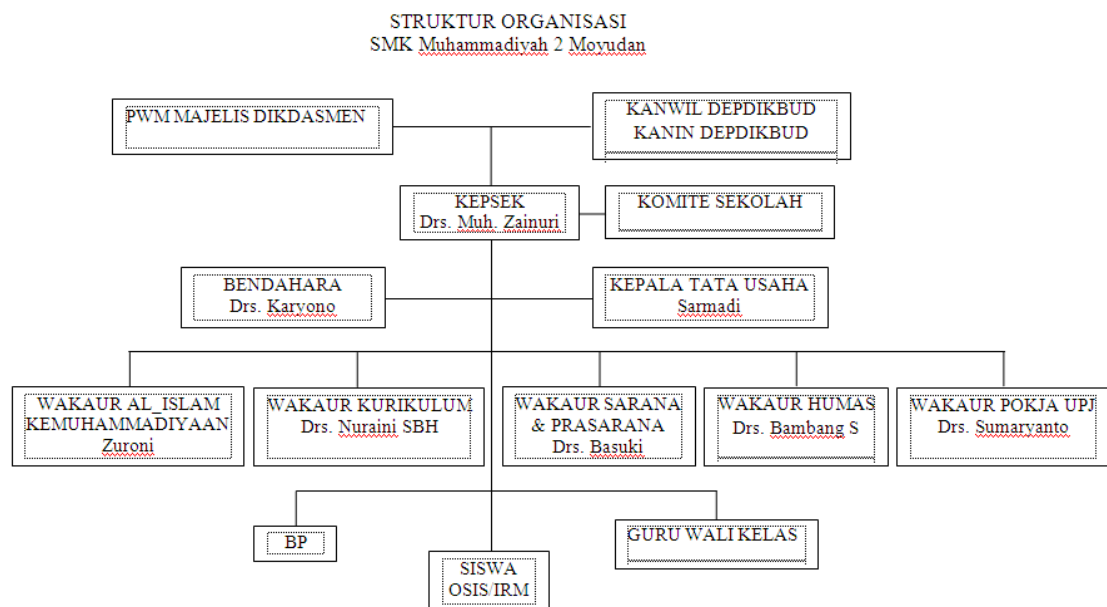 STRUKTUR ORGANISASI
SMK Muhammadiyah 2 Moyudan
PWM MAJELIS DIKDASMEN
KANWIL DEPDIKBUD
KANIN DEPDIKBUD
KEPSEK
Drs. Muh. Zainuri
KOMITE SEKOLAH
BENDAHARA
Drs. Karyono
KEPALA TATA USAHA
Sarmadi
WAKAUR AL_ISLAM
KEMUHAMMADIYAAN
Zuroni
WAKAUR KURIKULUM
Drs. Nuraini SBH
WAKAUR SARANA
& PRASARANA
Drs. Basuki
WAKAUR HUMAS
Drs. Bambang S
WAKAUR POKJA UPJ
Drs. Sumaryanto
BP
SISWA
OSIS/IRM
GURU WALI KELAS